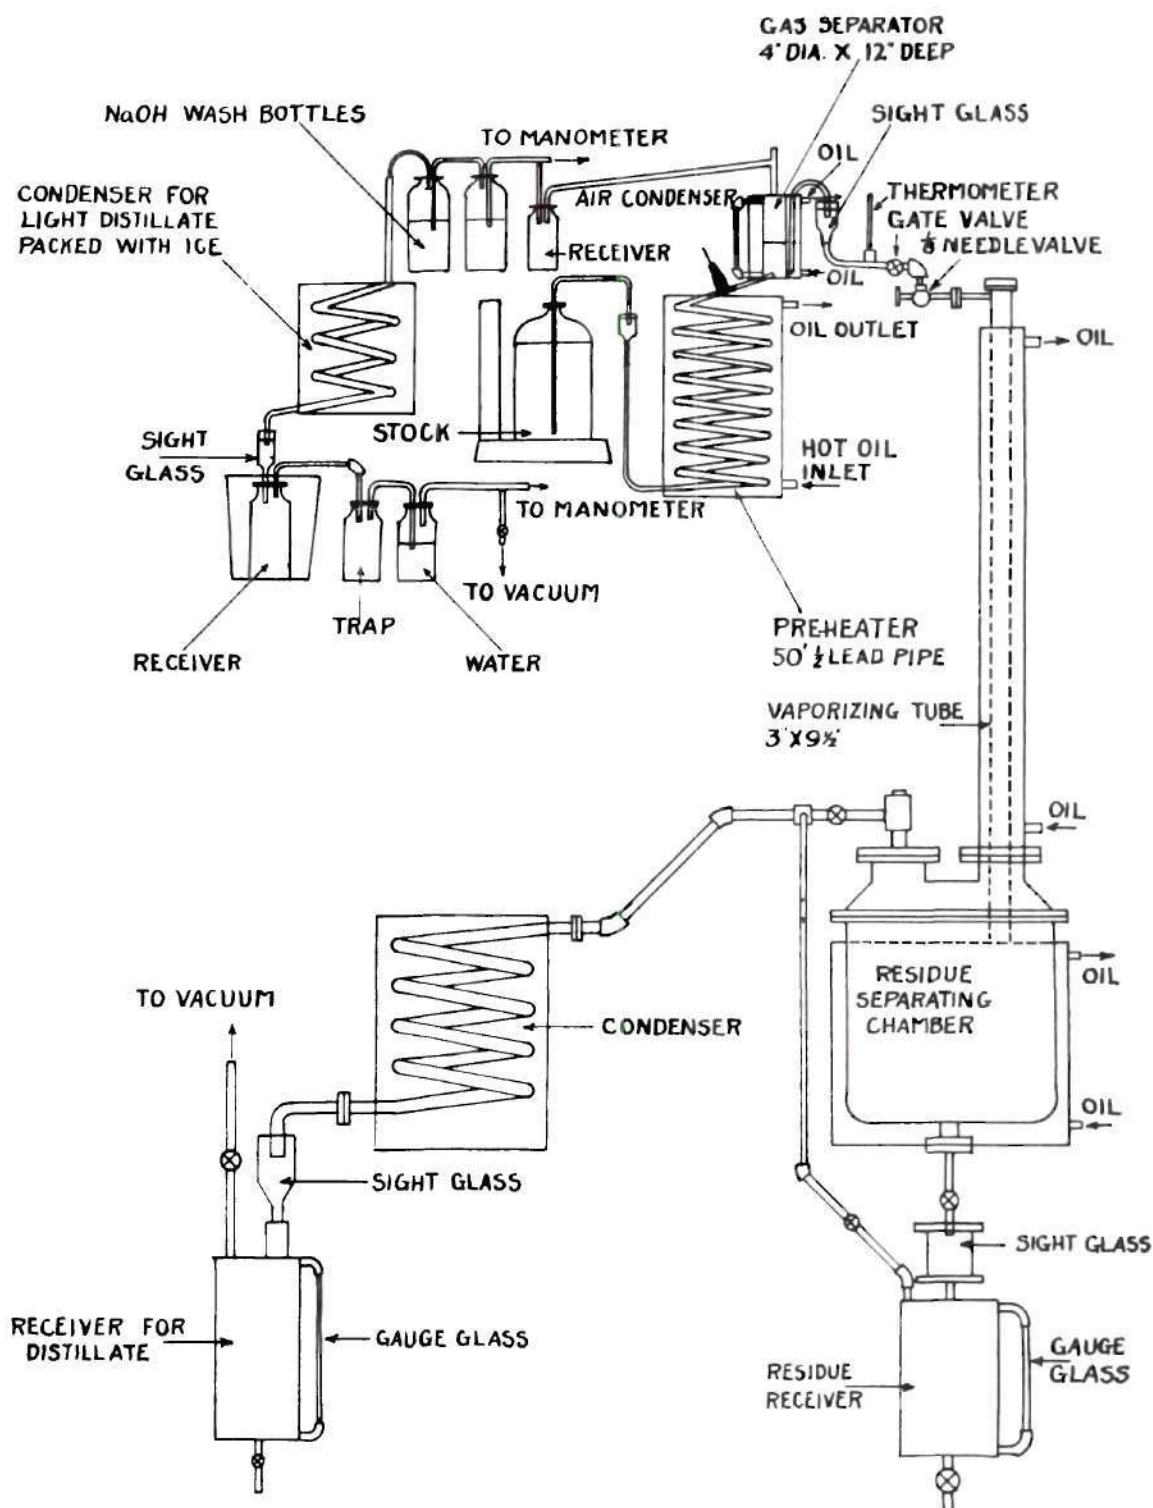 GAS SEPARATOR
4" DIA. X 12" DEEP
NaOH WASH BOTTLES
TO MANOMETER
SIGHT GLASS
OIL
CONDENSER FOR
LIGHT DISTILLATE
PACKED WITH ICE
AIR CONDENSER
THERMOMETER
GATE VALVE
⅛ NEEDLE VALVE
RECEIVER
OIL
OIL OUTLET
OIL
STOCK
SIGHT
GLASS
HOT OIL
INLET
TO MANOMETER
TO VACUUM
TRAP
RECEIVER
WATER
PREHEATER
50' ½ LEAD PIPE
VAPORIZING TUBE
3" X 9½'
OIL
RESIDUE
SEPARATING
CHAMBER
OIL
TO VACUUM
CONDENSER
OIL
SIGHT GLASS
SIGHT GLASS
RECEIVER FOR
DISTILLATE
GAUGE GLASS
GAUGE
GLASS
RESIDUE
RECEIVER